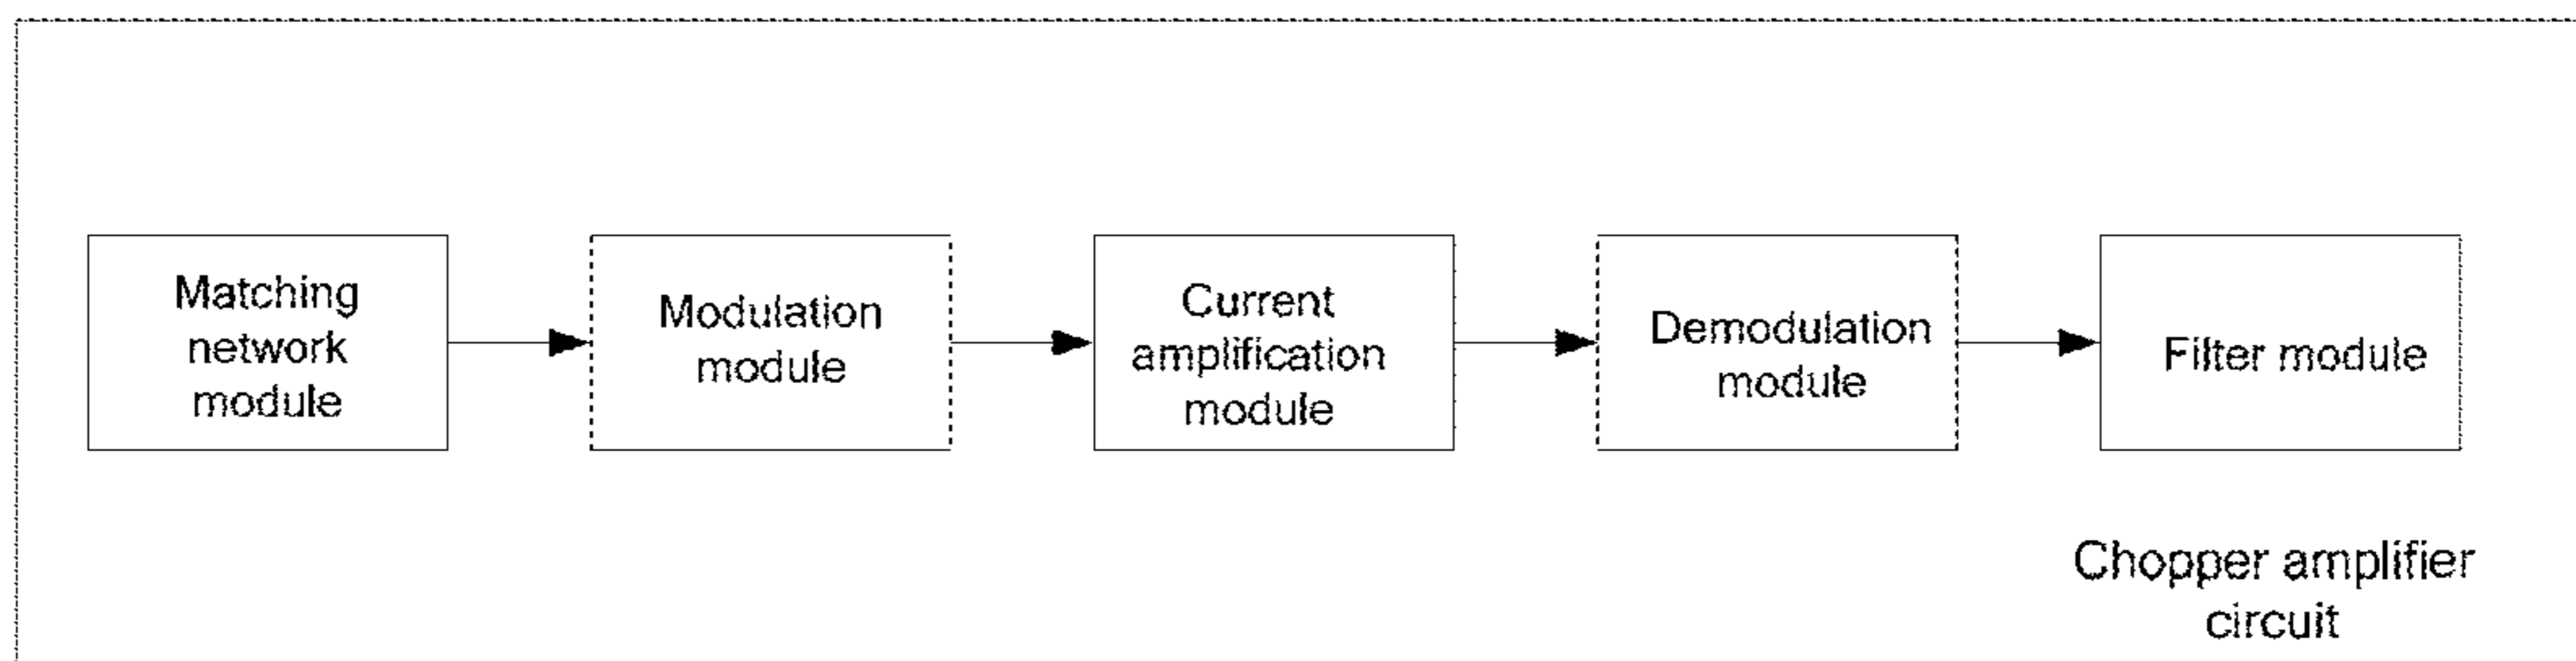 Matching
network
module
Modulation
module
Current
amplification
module
Demodulation
module
Filter module
Chopper amplifier
circuit